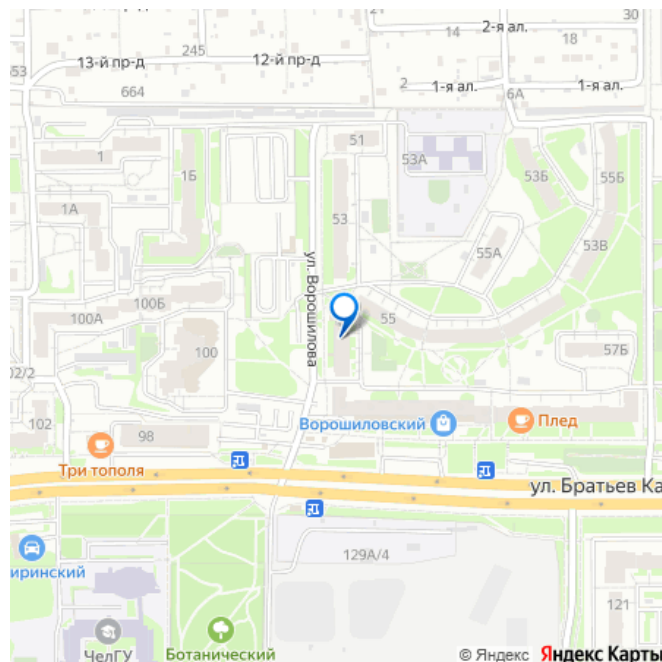 30
2-я ал.
14
18
245
13-й пр-д
12-й пр-д
653
2
1-я ал.
1-я ал.
664
6А
51
1
53А
1Б
53Б
55Б
1А
53
53В
55А
ул. Ворошилова
100Б
100А
55
100
57Б
02/2
102
98
Ворошиловский
Плед
Три тополя
ул. Братьев Ка
129А/4
иринский
121
ЧелГУ
Ботанический
© Яндекс Яндекс Карты